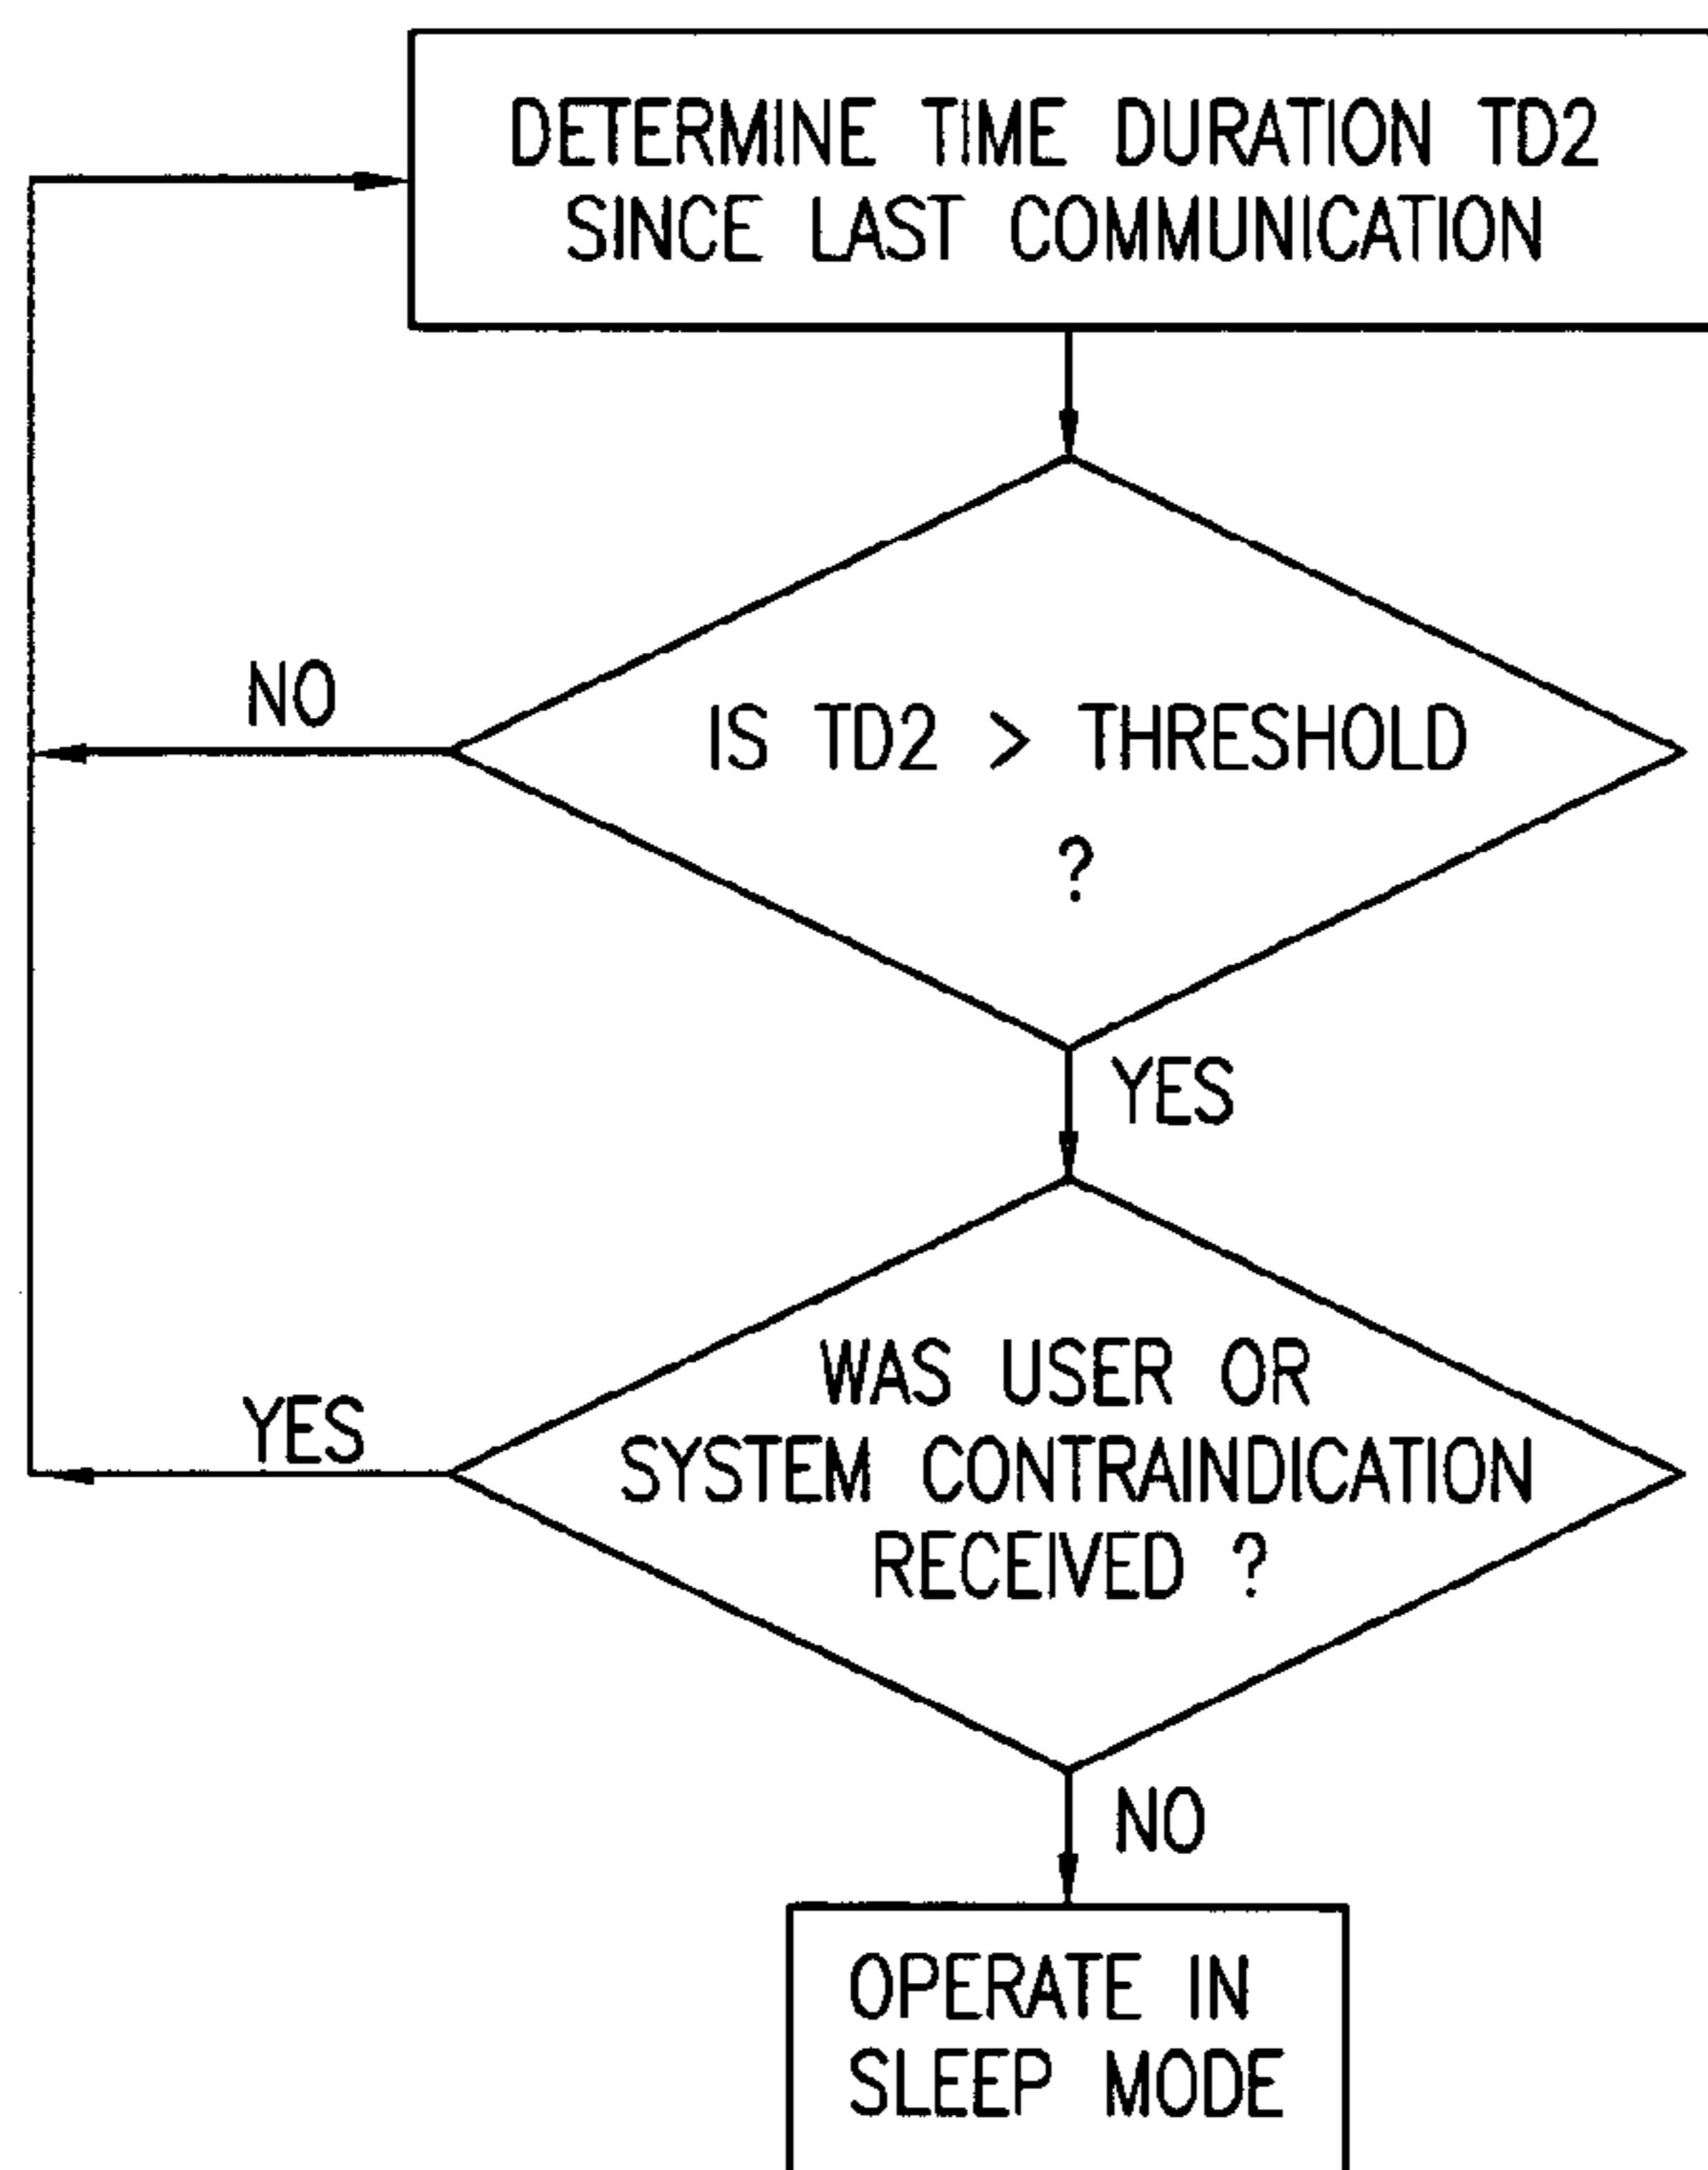 DETERMINE TIME DURATION TD2
SINCE LAST COMMUNICATION
NO
IS TD2 > THRESHOLD
?
YES
WAS USER OR
SYSTEM CONTRAINDICATION
RECEIVED ?
YES
NO
OPERATE IN
SLEEP MODE